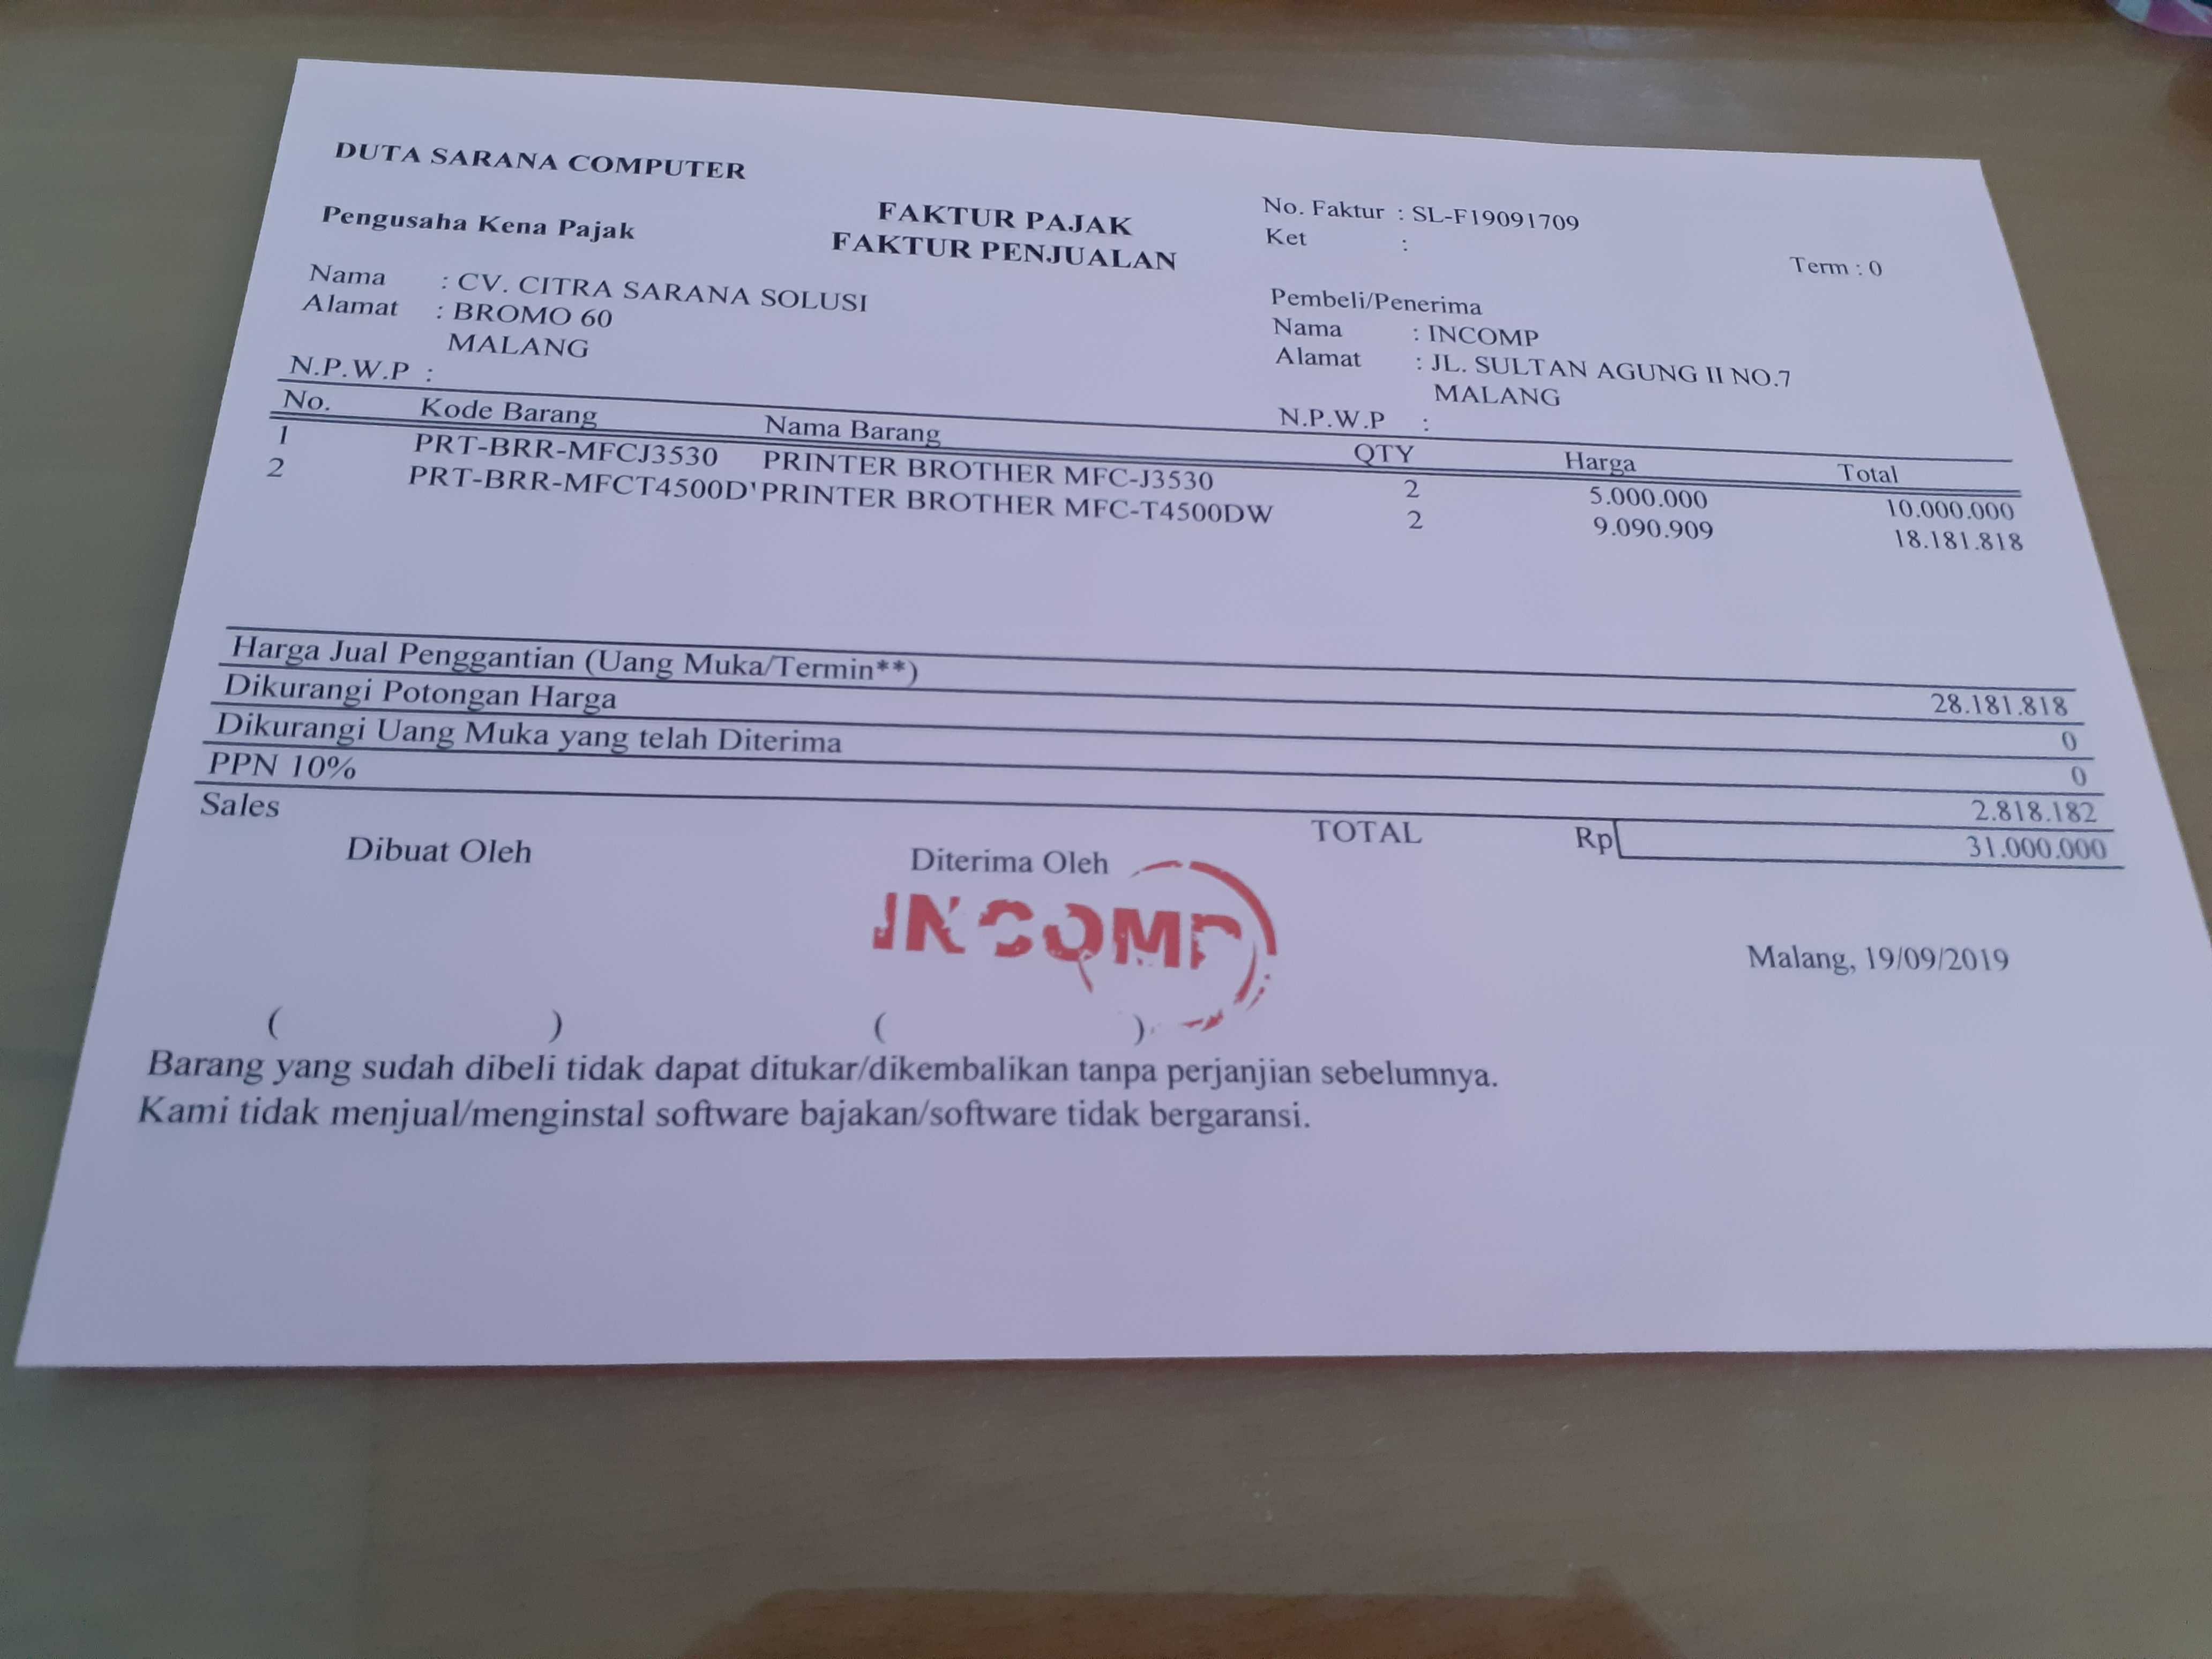 DUTA SARANA COMPUTER
Pengusaha Kena Pajak
FAKTUR PAJAK
FAKTUR PENJUALAN
No. Faktur : SL-F19091709
Ket :
Term : 0
Nama : CV. CITRA SARANA SOLUSI
Alamat : BROMO 60
MALANG
N.P.W.P :
Pembeli/Penerima
Nama : INCOMP
Alamat : JL. SULTAN AGUNG II NO.7
MALANG
N.P.W.P :
No. Kode Barang Nama Barang QTY Harga Total
1 PRT-BRR-MFCJ3530 PRINTER BROTHER MFC-J3530 2 5.000.000 10.000.000
2 PRT-BRR-MFCT4500D'PRINTER BROTHER MFC-T4500DW 2 9.090.909 18.181.818
Harga Jual Penggantian (Uang Muka/Termin**) 28.181.818
Dikurangi Potongan Harga 0
Dikurangi Uang Muka yang telah Diterima 0
PPN 10% 2.818.182
Sales TOTAL Rp 31.000.000
Dibuat Oleh Diterima Oleh
INCOMP
Malang, 19/09/2019
( ) ( )
Barang yang sudah dibeli tidak dapat ditukar/dikembalikan tanpa perjanjian sebelumnya.
Kami tidak menjual/menginstal software bajakan/software tidak bergaransi.